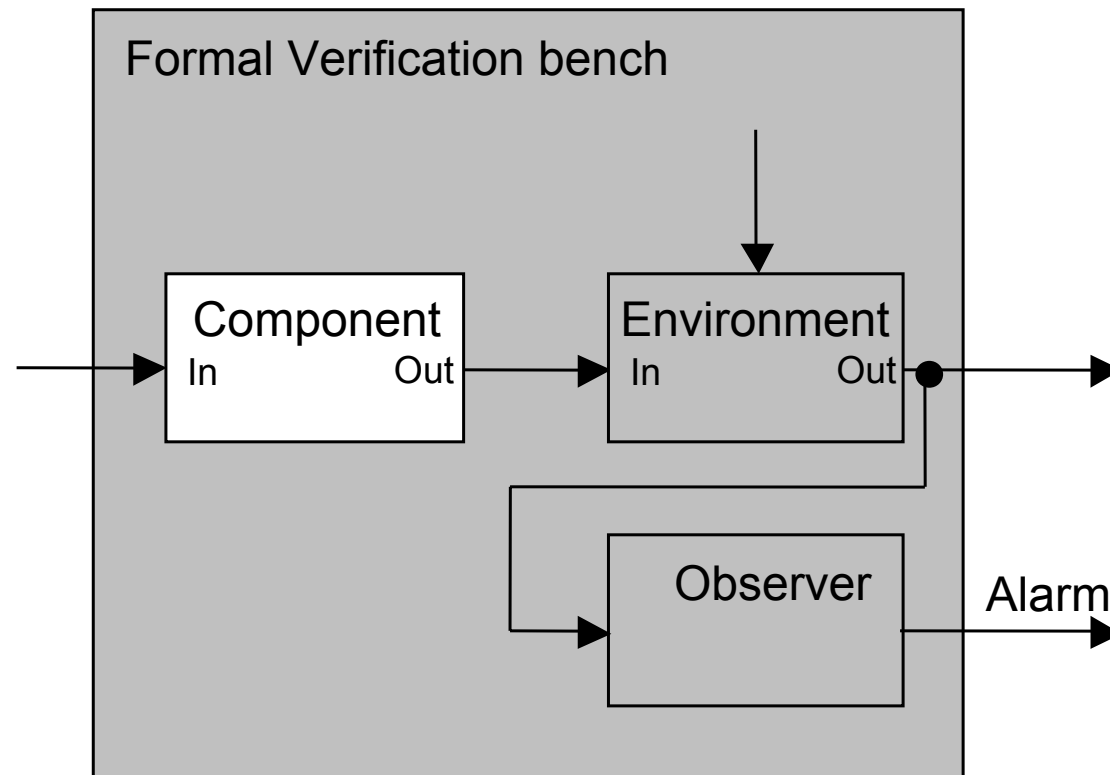 Formal Verification bench
Component
In
Out
Environment
In
Out
Observer
Alarm